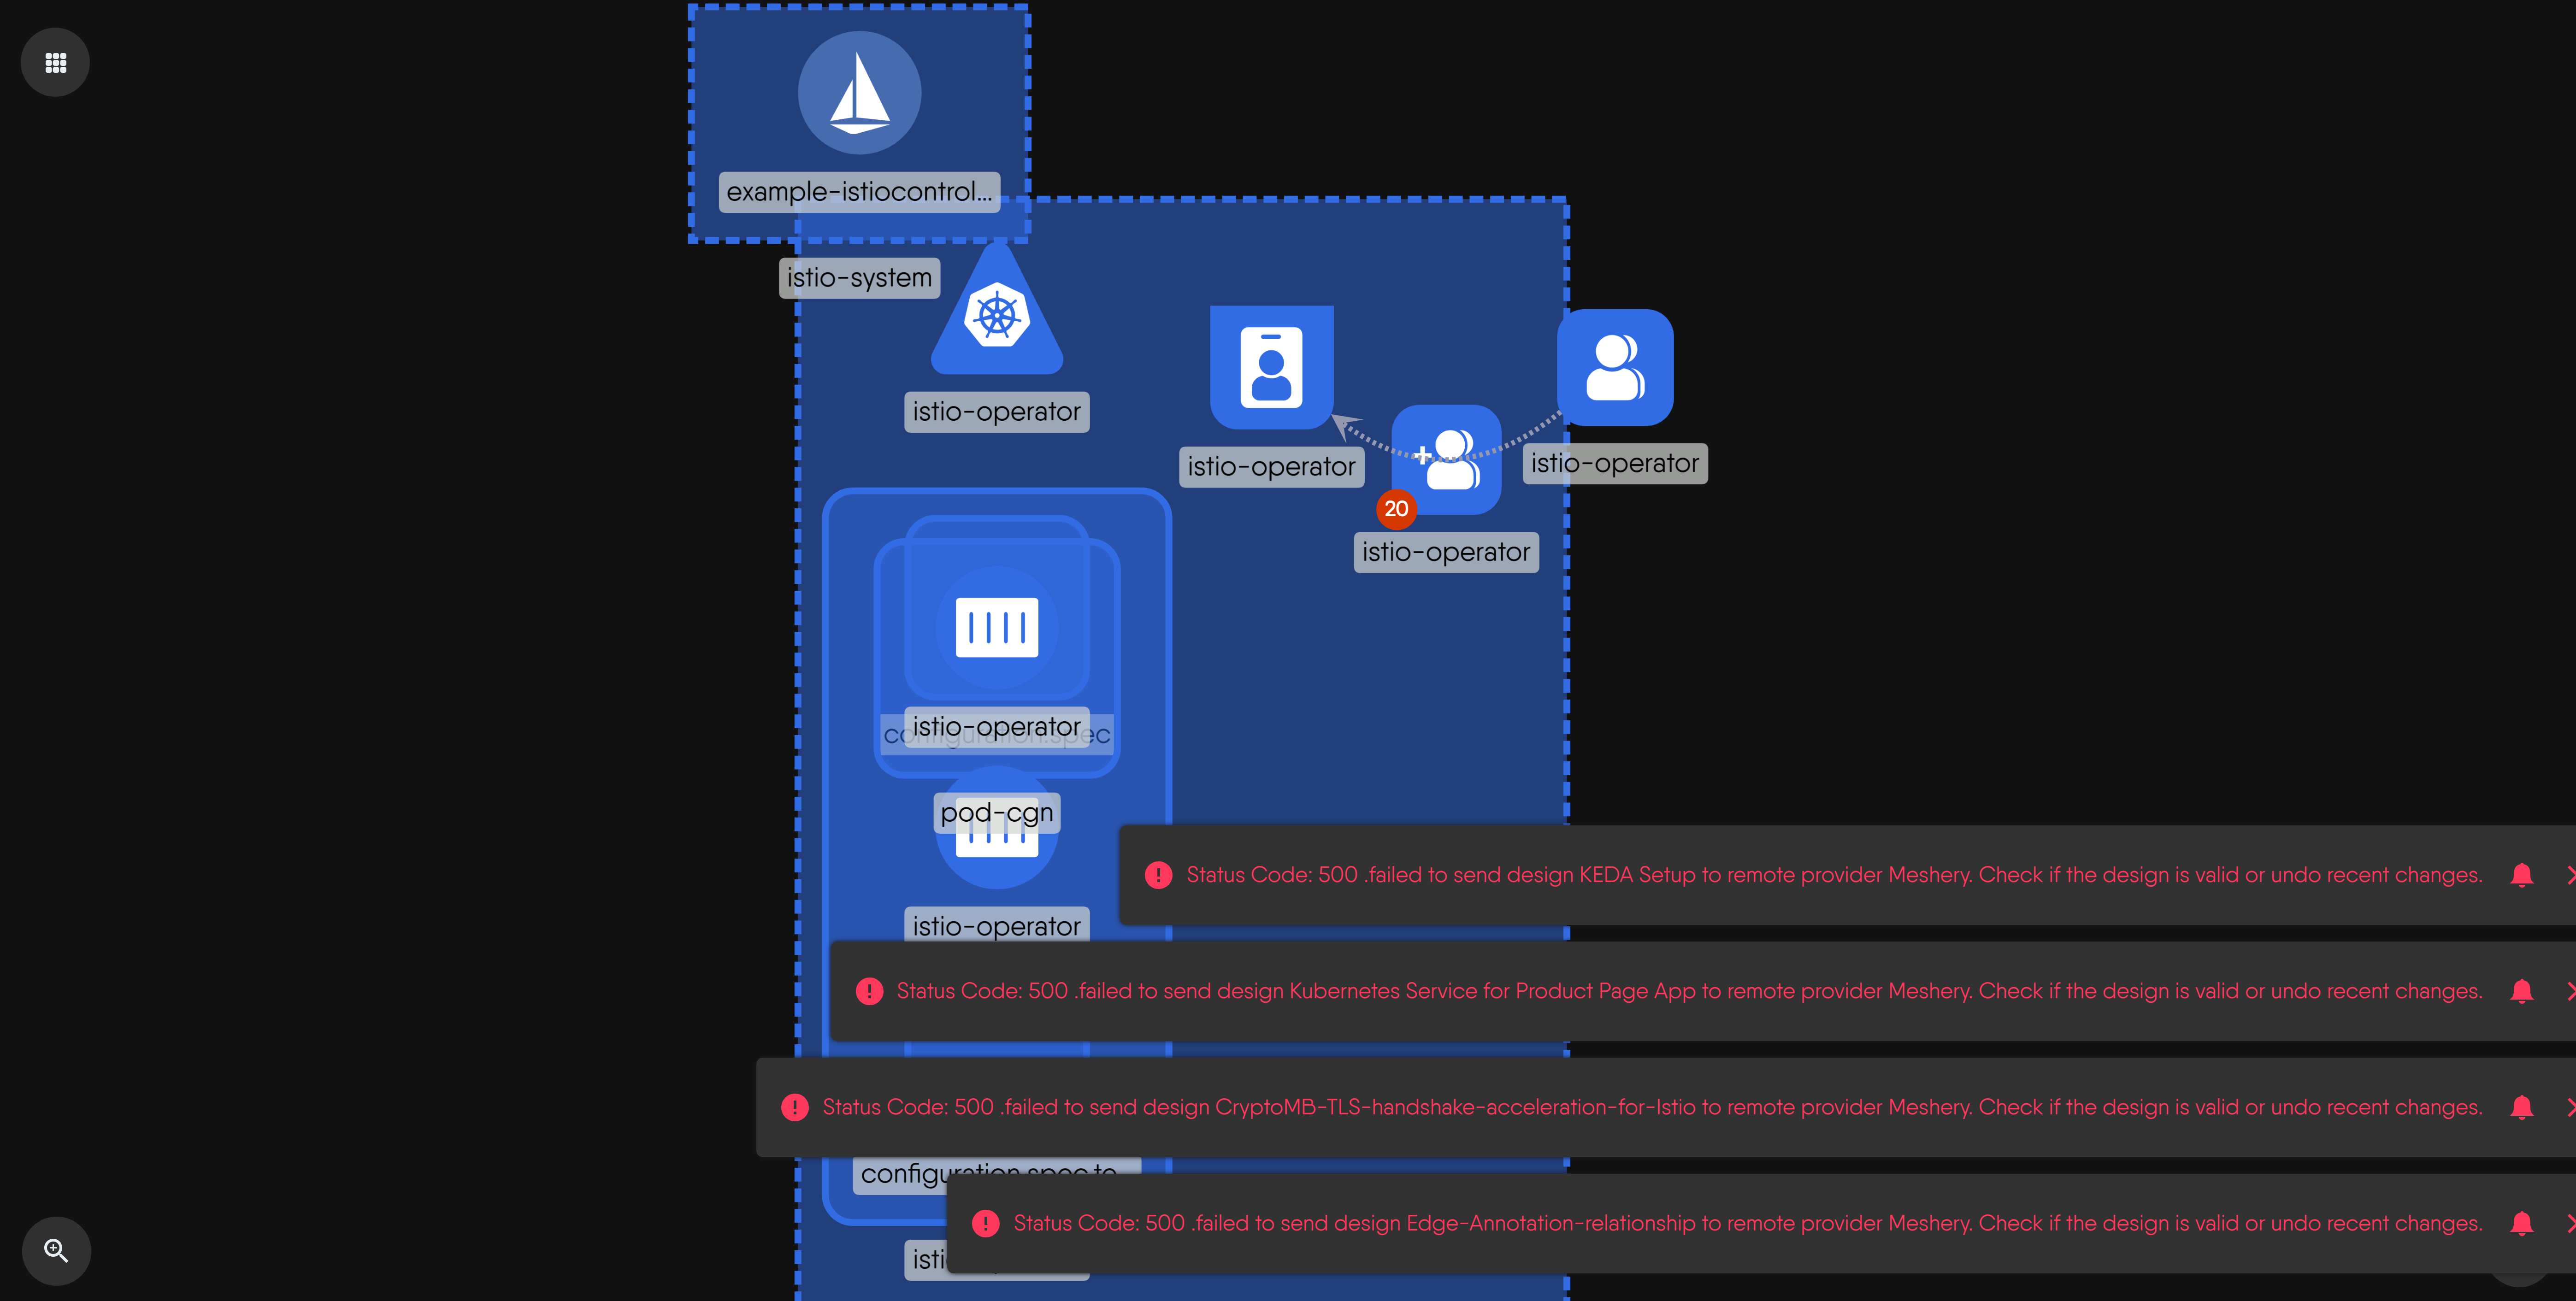 example-istiocontrol...
istio-system
istio-operator
istio-operator
istio-operator
20
istio-operator
istio-operator
configuration.spec
pod-cgn
istio-operator
Status Code: 500 .failed to send design KEDA Setup to remote provider Meshery. Check if the design is valid or undo recent changes.
Status Code: 500 .failed to send design Kubernetes Service for Product Page App to remote provider Meshery. Check if the design is valid or undo recent changes.
Status Code: 500 .failed to send design CryptoMB-TLS-handshake-acceleration-for-Istio to remote provider Meshery. Check if the design is valid or undo recent changes.
configuration.spec.te...
Status Code: 500 .failed to send design Edge-Annotation-relationship to remote provider Meshery. Check if the design is valid or undo recent changes.